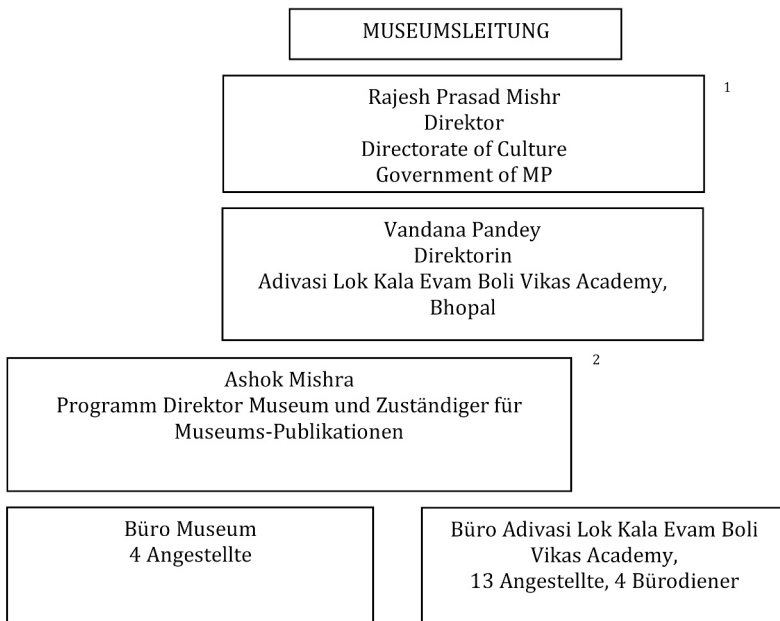 MUSEUMSLEITUNG
Rajesh Prasad Mishr
Direktor
Directorate of Culture
Government of MP
1
Vandana Pandey
Direktorin
Adivasi Lok Kala Evam Boli Vikas Academy,
Bhopal
2
Ashok Mishra
Programm Direktor Museum und Zuständiger für
Museums-Publikationen
Büro Museum
4 Angestellte
Büro Adivasi Lok Kala Evam Boli
Vikas Academy,
13 Angestellte, 4 Bürodiener